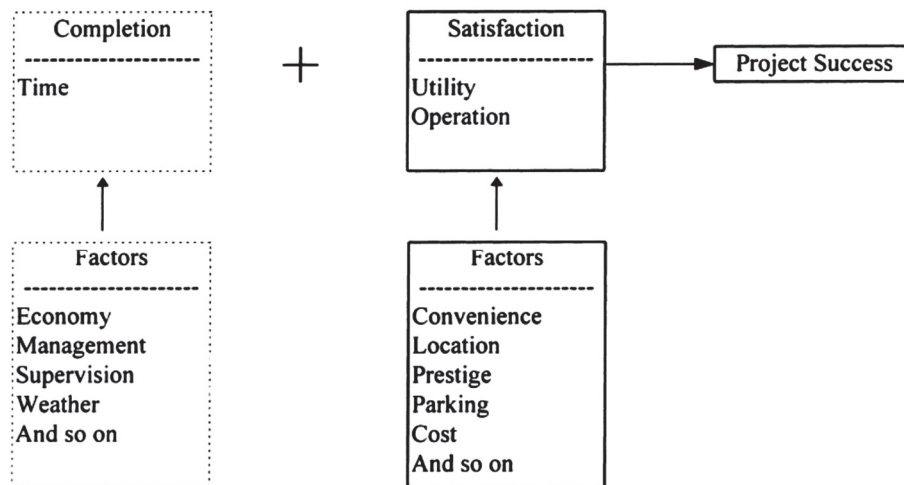 Completion
Time
+
Satisfaction
Utility
Operation
Project Success
Factors
Economy
Management
Supervision
Weather
And so on
Factors
Convenience
Location
Prestige
Parking
Cost
And so on